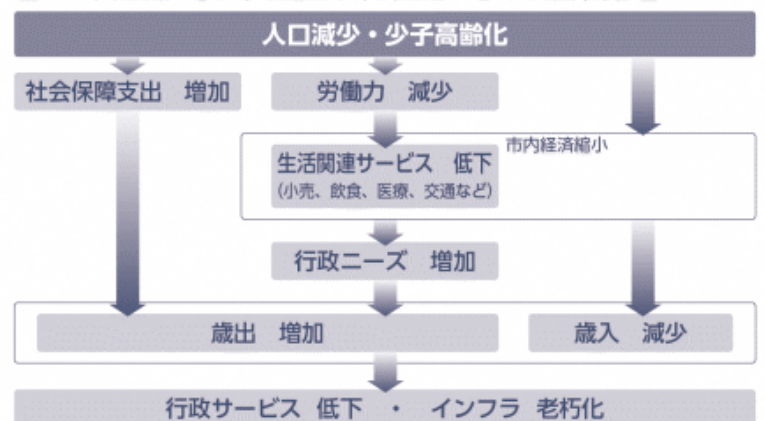 人口減少・少子高齢化
社会保障支出 増加
労働力 減少
市内経済縮小
生活関連サービス 低下
(小売、飲食、医療、交通など)
行政ニーズ 増加
歳出 増加
歳入 減少
行政サービス 低下 ・ インフラ 老朽化